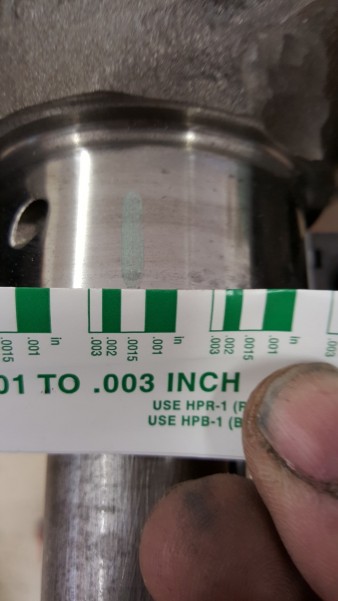 in
.001
.0015
in
.001
.0015
.002
.003
in
.001
.0015
.002
.003
.003
01 TO .003 INCH
USE HPR-1 (
USE HPB-1 (B